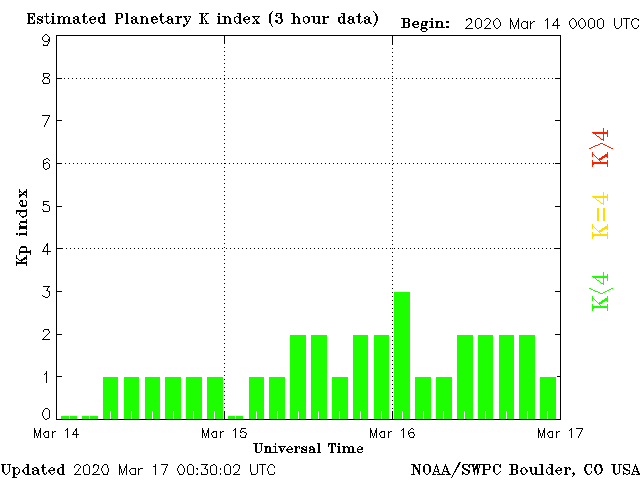 Estimated Planetary K index (3 hour data)
Begin: 2020 Mar 14 0000 UTC
9
8
7
6
5
4
3
2
1
0
Kp index
Mar 14
Mar 15
Mar 16
Mar 17
Universal Time
K>4
K=4
K<4
Updated 2020 Mar 17 00:30:02 UTC
NOAA/SWPC Boulder, CO USA